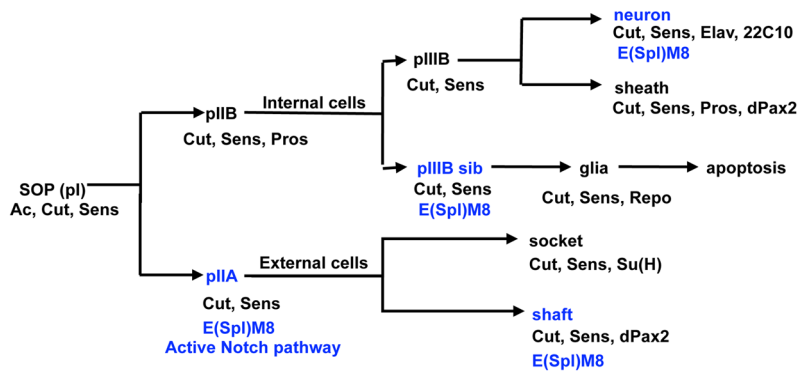 neuron
Cut, Sens, Elav, 22C10
E(Spl)M8
pIIIB
Cut, Sens
sheath
Cut, Sens, Pros, dPax2
Internal cells
pIIB
Cut, Sens, Pros
pIIIB sib
Cut, Sens
E(Spl)M8
glia
Cut, Sens, Repo
apoptosis
SOP (pI)
Ac, Cut, Sens
pIIA
Cut, Sens
E(Spl)M8
Active Notch pathway
External cells
socket
Cut, Sens, Su(H)
shaft
Cut, Sens, dPax2
E(Spl)M8